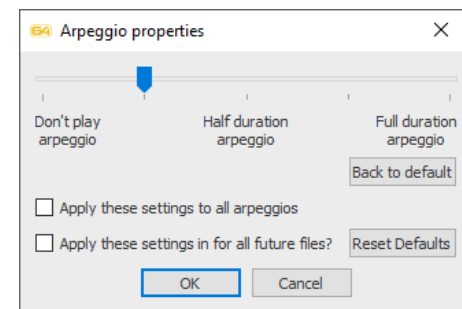 64 Arpeggio properties
Don't play Half duration Full duration
arpeggio arpeggio arpeggio
Back to default
Apply these settings to all arpeggios
Apply these settings in for all future files? Reset Defaults
OK Cancel